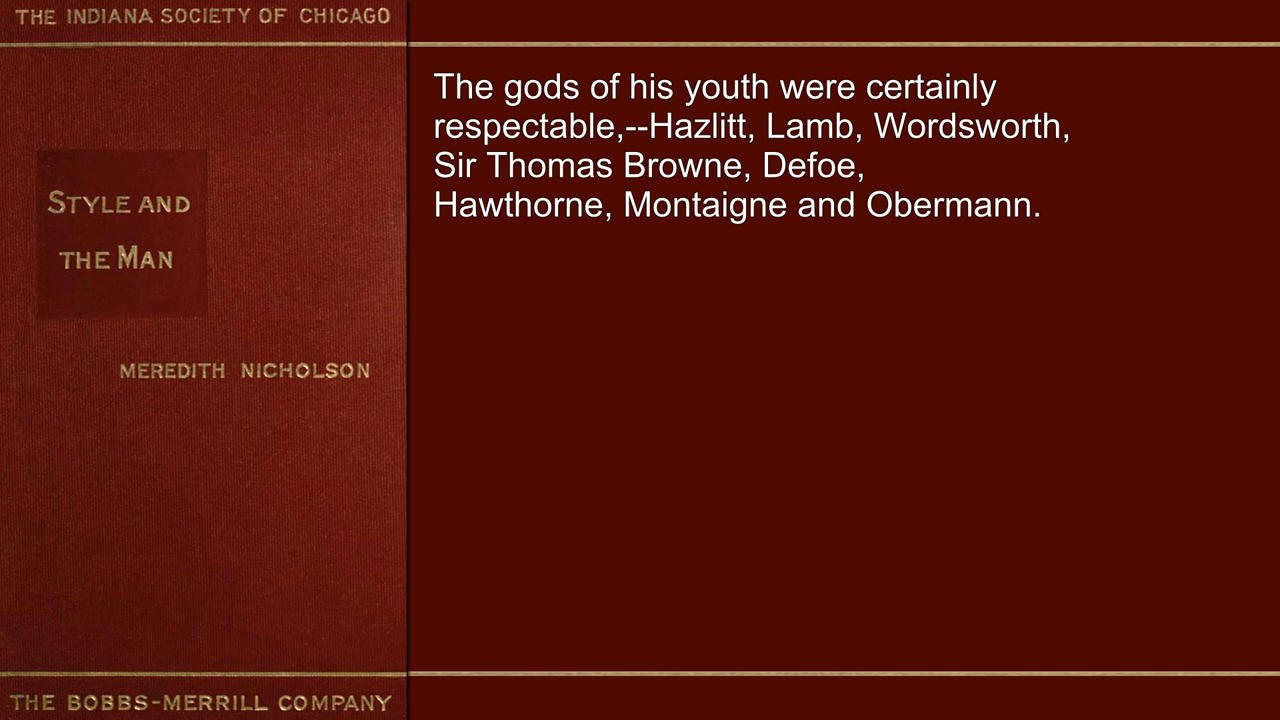 THE INDIANA SOCIETY OF CHICAGO
STYLE AND
THE MAN
MEREDITH NICHOLSON
THE BOBBS-MERRILL COMPANY
The gods of his youth were certainly
respectable,--Hazlitt, Lamb, Wordsworth,
Sir Thomas Browne, Defoe,
Hawthorne, Montaigne and Obermann.